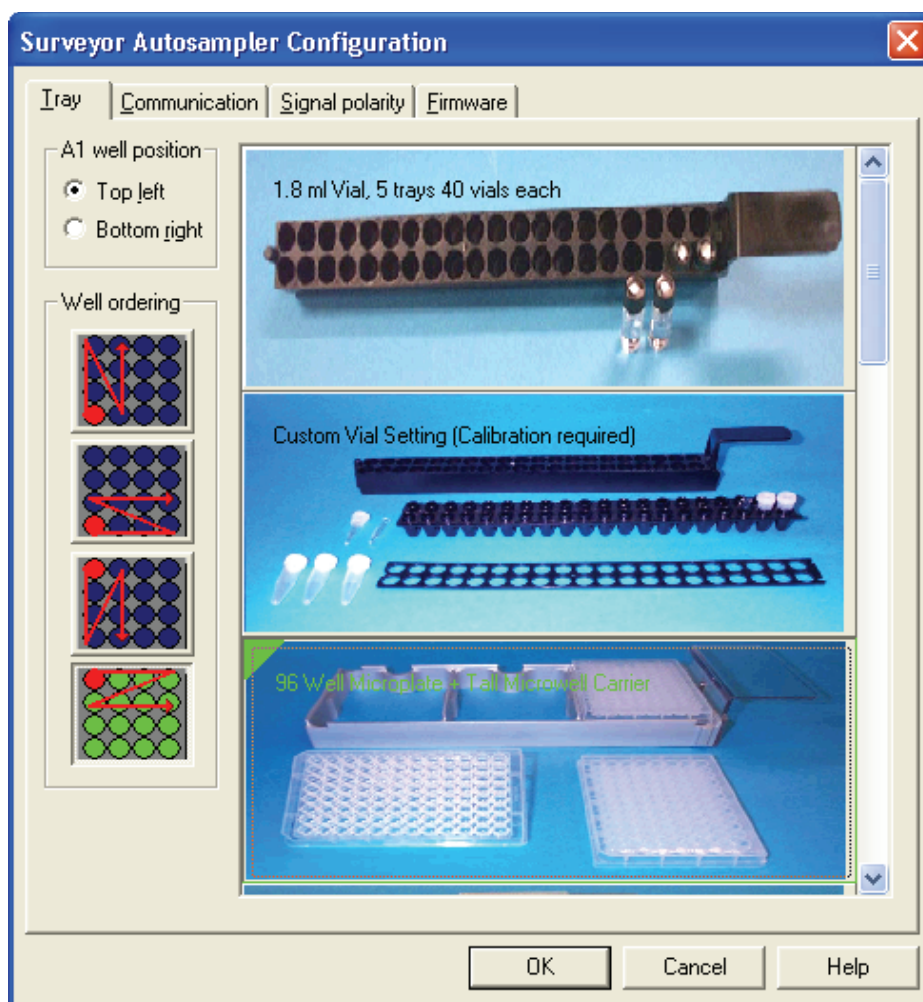 Surveyor Autosampler Configuration
Tray
Communication
Signal polarity
Firmware
A1 well position
Top left
Bottom right
Well ordering
1.8 ml Vial, 5 trays 40 vials each
Custom Vial Setting (Calibration required)
96 Well Microplate + Tall Microwell Carrier
OK
Cancel
Help